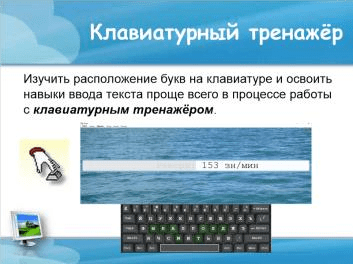 Клавиатурный тренажёр
Изучить расположение букв на клавиатуре и освоить
навыки ввода текста проще всего в процессе работы
с клавиатурным тренажёром.
153 зн/мин